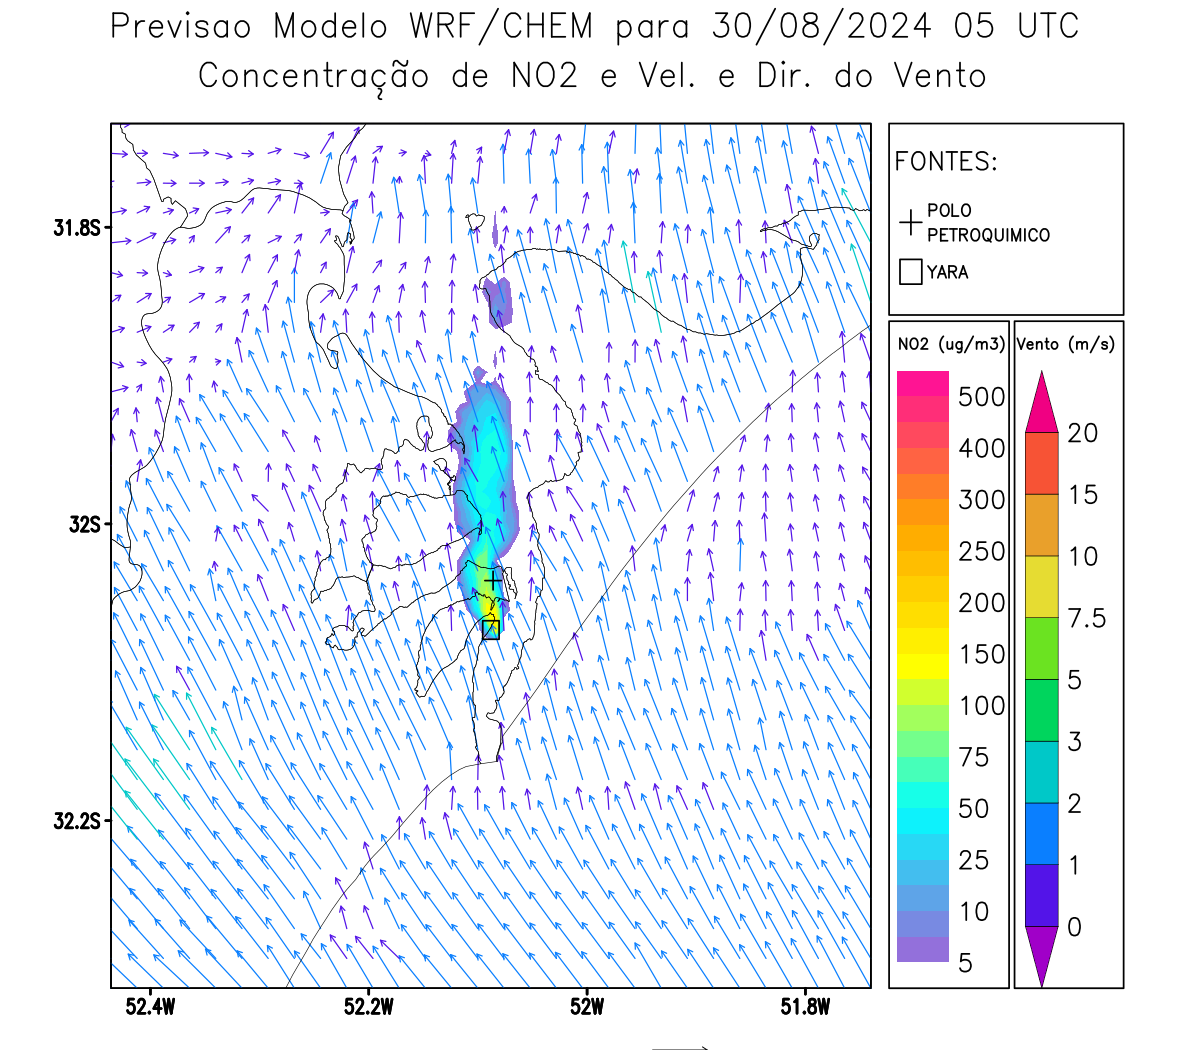 Previsao Modelo WRF/CHEM para 30/08/2024 05 UTC
Concentração de NO2 e Vel. e Dir. do Vento
FONTES:
POLO
PETROQUIMICO
YARA
NO2 (ug/m3)
500
400
300
250
200
150
100
75
50
25
10
5
Vento (m/s)
20
15
10
7.5
5
3
2
1
0
31.8S
32S
32.2S
52.4W
52.2W
52W
51.8W